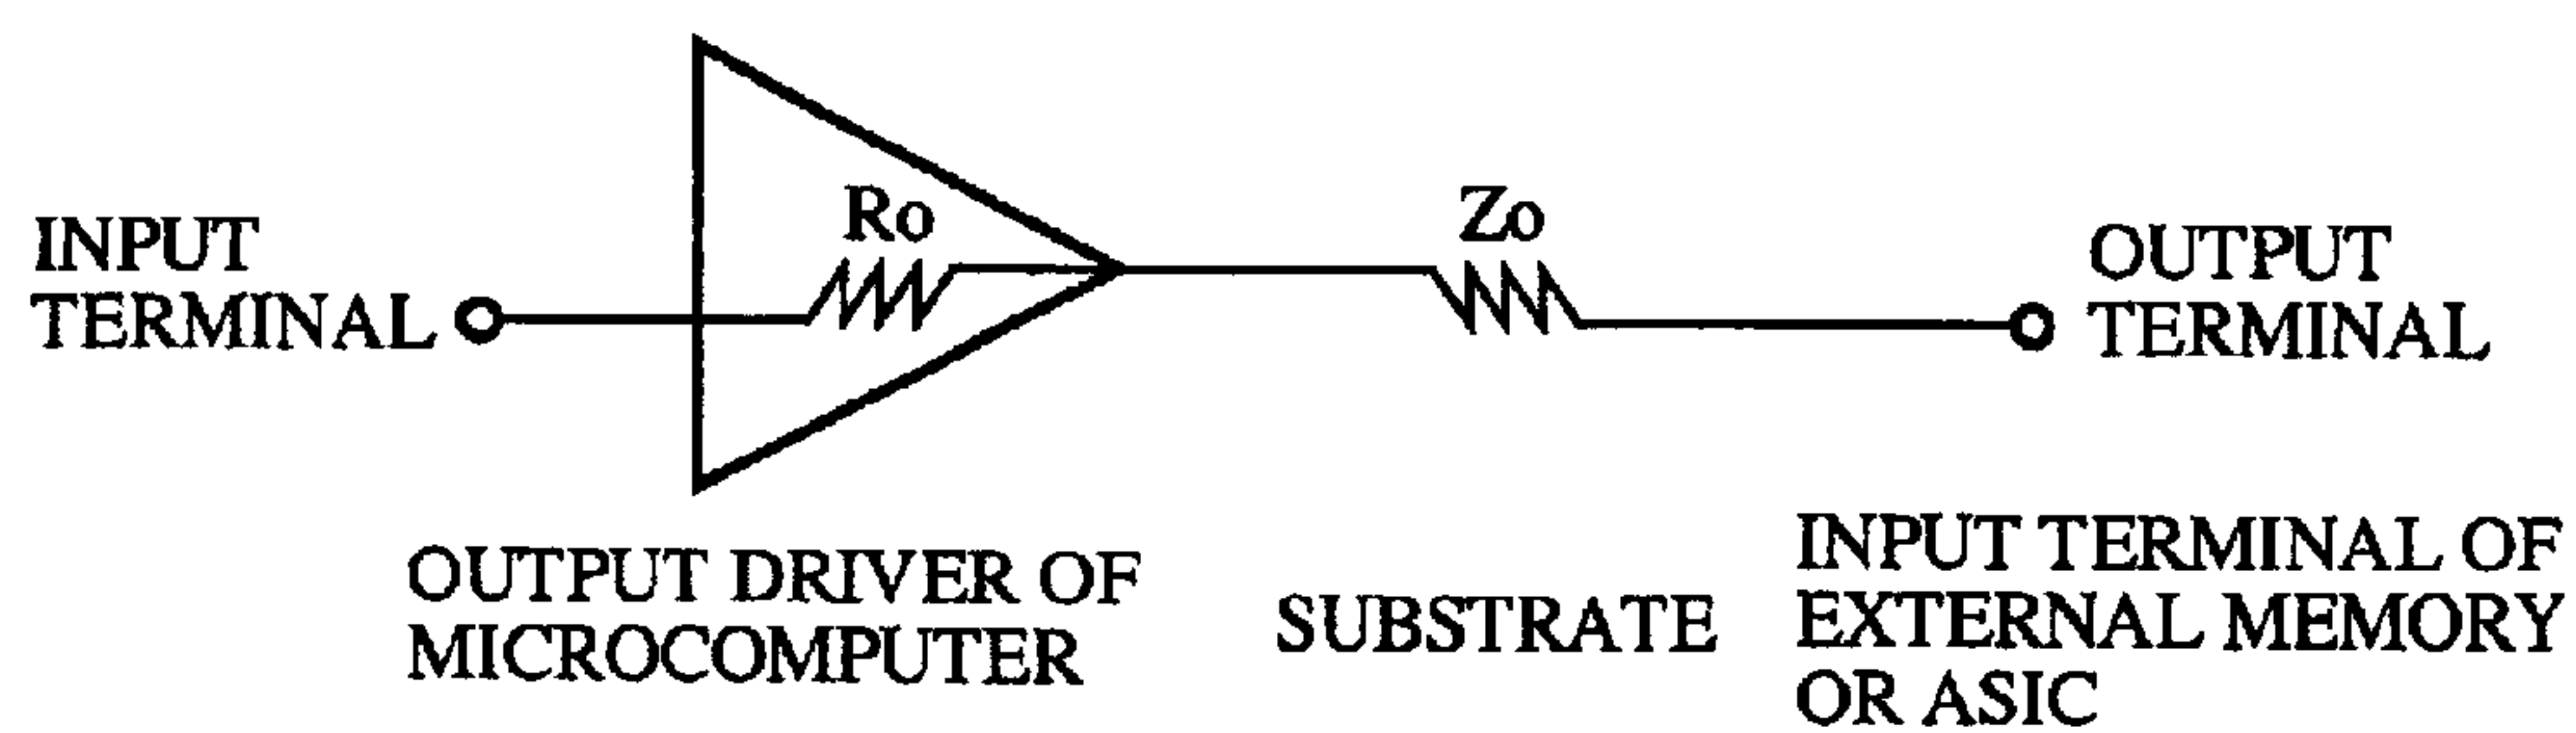 INPUT
TERMINAL
Ro
Zo
OUTPUT
TERMINAL
OUTPUT DRIVER OF
MICROCOMPUTER
SUBSTRATE
INPUT TERMINAL OF
EXTERNAL MEMORY
OR ASIC